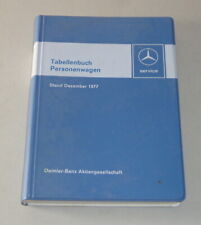 Tabellenbuch
Personenwagen
service
Stand Dezember 1977
Daimler-Benz Aktiengesellschaft